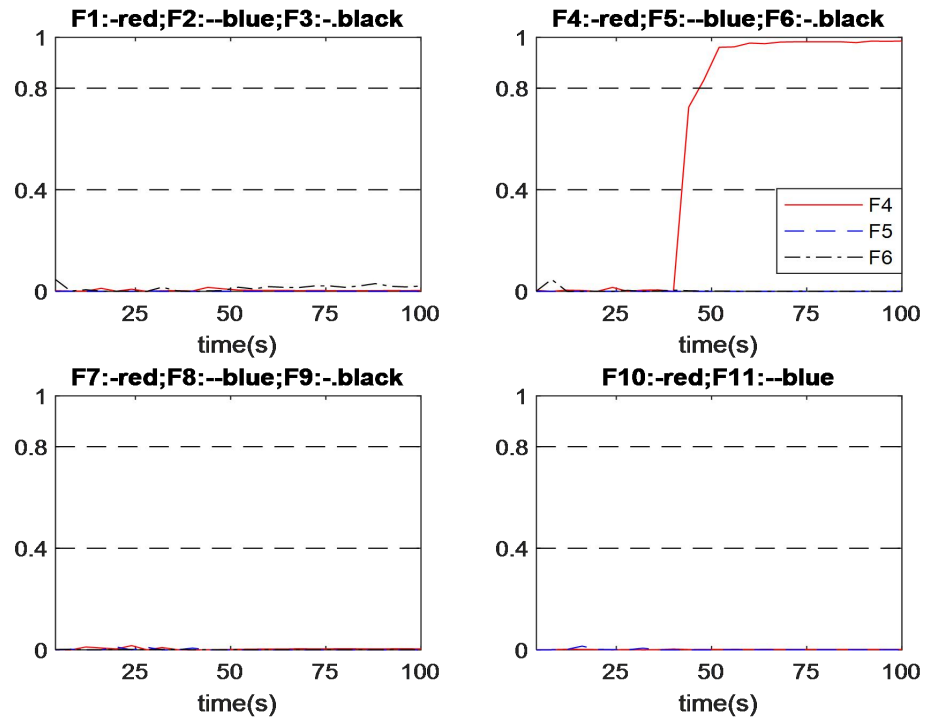 F1:-red;F2:--blue;F3:-.black
1
0.8
0.4
0
25 50 75 100
time(s)
F4:-red;F5:--blue;F6:-.black
1
0.8
0.4
0
F4
F5
F6
25 50 75 100
time(s)
F7:-red;F8:--blue;F9:-.black
1
0.8
0.4
0
25 50 75 100
time(s)
F10:-red;F11:--blue
1
0.8
0.4
0
25 50 75 100
time(s)